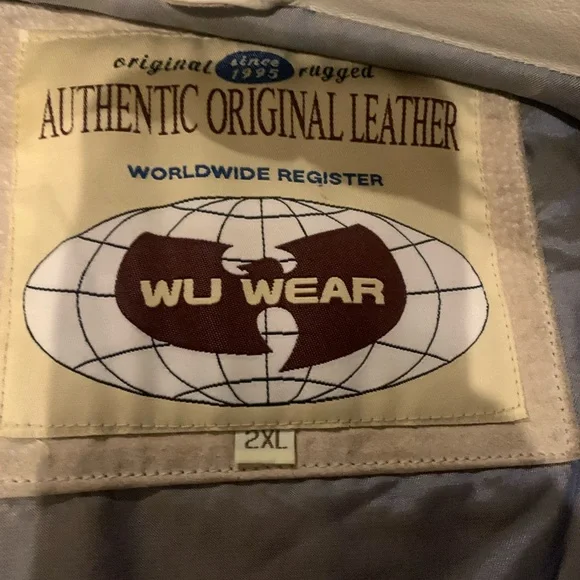 original since 1995 rugged
AUTHENTIC ORIGINAL LEATHER
WORLDWIDE REGISTER
WU WEAR
2XL